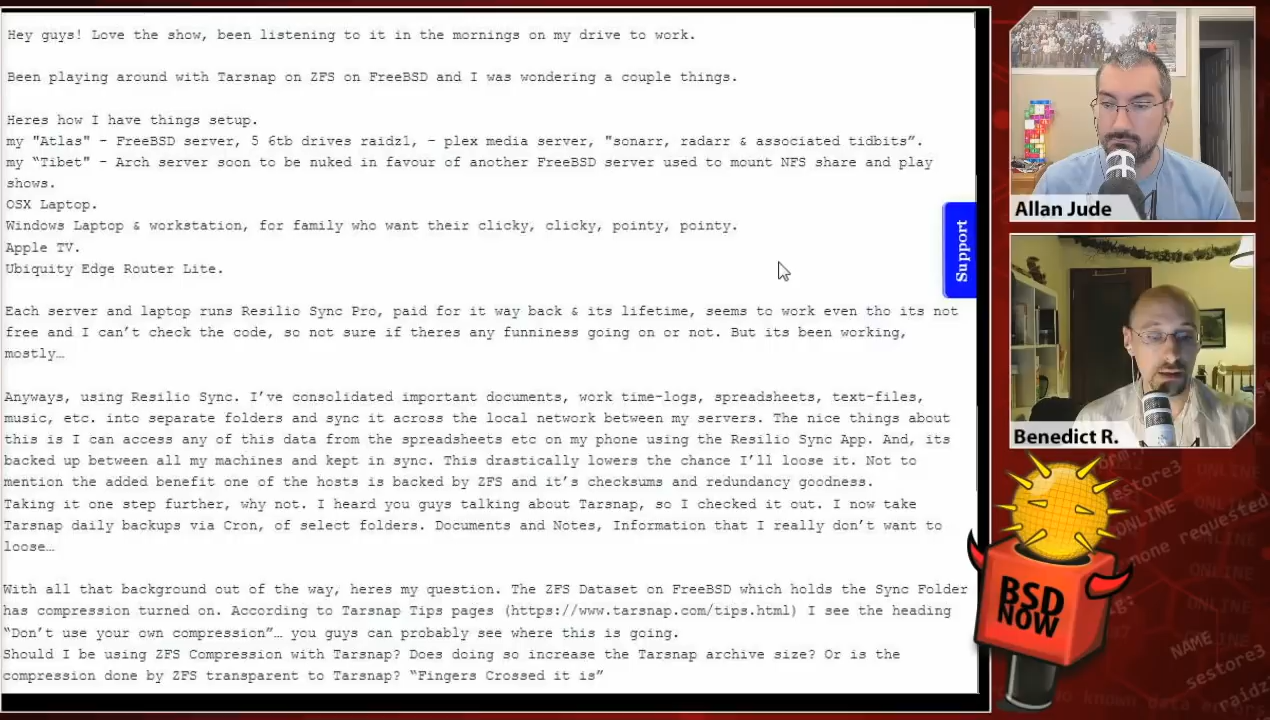 Hey guys! Love the show, been listening to it in the mornings on my drive to work.
Been playing around with Tarsnap on ZFS on FreeBSD and I was wondering a couple things.
Heres how I have things setup.
my "Atlas" - FreeBSD server, 5 6tb drives raidz1, - plex media server, "sonarr, radarr & associated tidbits”.
my “Tibet" - Arch server soon to be nuked in favour of another FreeBSD server used to mount NFS share and play
shows.
OSX Laptop.
Windows Laptop & workstation, for family who want their clicky, clicky, pointy, pointy.
Apple TV.
Ubiquity Edge Router Lite.
Each server and laptop runs Resilio Sync Pro, paid for it way back & its lifetime, seems to work even tho its not
free and I can’t check the code, so not sure if theres any funniness going on or not. But its been working,
mostly…
Anyways, using Resilio Sync. I’ve consolidated important documents, work time-logs, spreadsheets, text-files,
music, etc. into separate folders and sync it across the local network between my servers. The nice things about
this is I can access any of this data from the spreadsheets etc on my phone using the Resilio Sync App. And, its
backed up between all my machines and kept in sync. This drastically lowers the chance I’ll loose it. Not to
mention the added benefit one of the hosts is backed by ZFS and it’s checksums and redundancy goodness.
Taking it one step further, why not. I heard you guys talking about Tarsnap, so I checked it out. I now take
Tarsnap daily backups via Cron, of select folders. Documents and Notes, Information that I really don’t want to
loose…
With all that background out of the way, heres my question. The ZFS Dataset on FreeBSD which holds the Sync Folder
has compression turned on. According to Tarsnap Tips pages (https://www.tarsnap.com/tips.html) I see the heading
“Don’t use your own compression”… you guys can probably see where this is going.
Should I be using ZFS Compression with Tarsnap? Does doing so increase the Tarsnap archive size? Or is the
compression done by ZFS transparent to Tarsnap? “Fingers Crossed it is”
Support
Allan Jude
Benedict R.
BSD
NOW
ONLINE
none requested
NAME